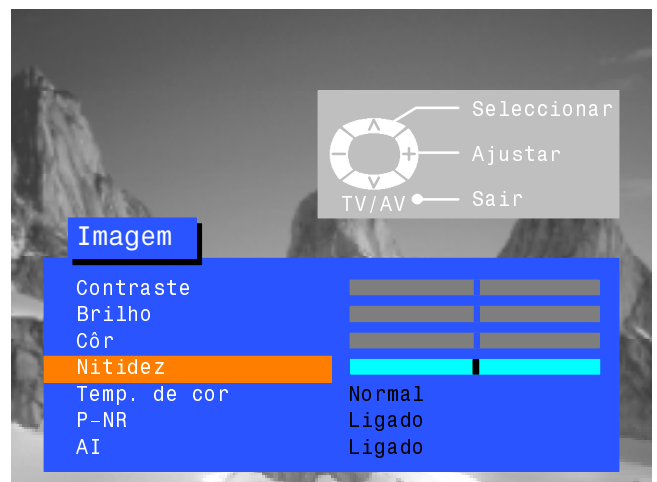 Seleccionar
Ajustar
TV/AV Sair
Imagem
Contraste
Brilho
Côr
Nitidez
Temp. de cor Normal
P-NR Ligado
AI Ligado